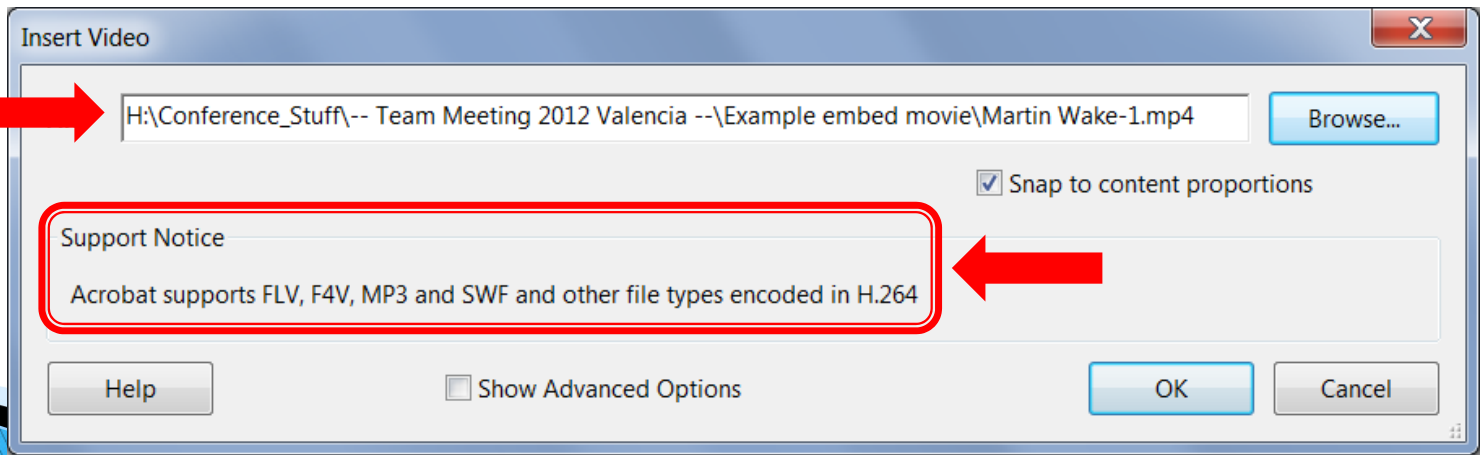 Insert Video
X
H:\Conference_Stuff\-- Team Meeting 2012 Valencia --\Example embed movie\Martin Wake-1.mp4
Browse...
Snap to content proportions
Support Notice
Acrobat supports FLV, F4V, MP3 and SWF and other file types encoded in H.264
Help
Show Advanced Options
OK
Cancel